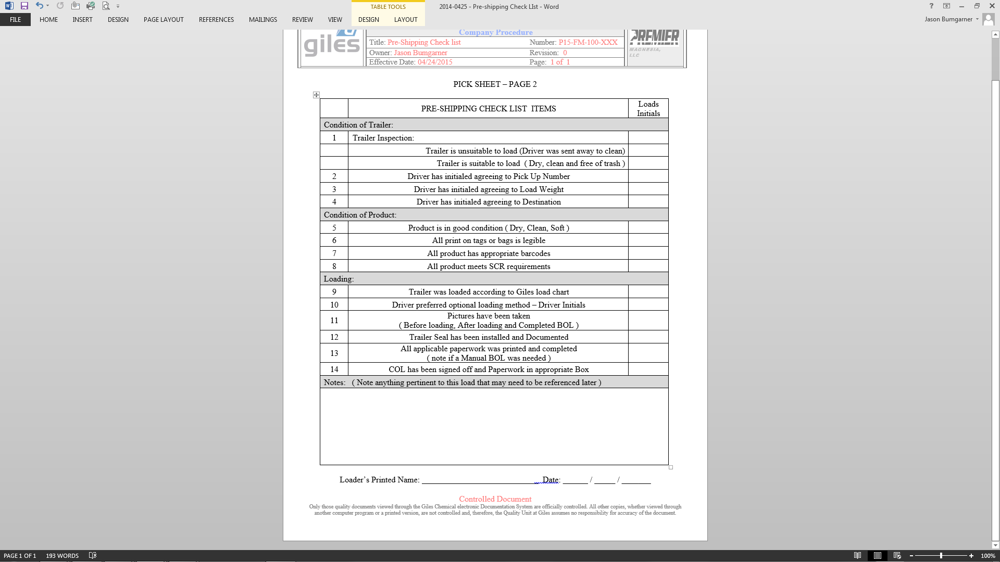 2014-0425 - Pre-shipping Check LIst - Word
TABLE TOOLS
FILE HOME INSERT DESIGN PAGE LAYOUT REFERENCES MAILINGS REVIEW VIEW DESIGN LAYOUT
Jason Bumgarner
giles
Company Procedure
Title: Pre-Shipping Check list Number: P15-FM-100-XXX
Owner: Jason Bumgarner Revision: 0
Effective Date: 04/24/2015 Page: 1 of 1
PREMIER
MAGNESIA, LLC
PICK SHEET – PAGE 2
PRE-SHIPPING CHECK LIST ITEMS Loads Initials
Condition of Trailer:
1 Trailer Inspection:
Trailer is unsuitable to load (Driver was sent away to clean)
Trailer is suitable to load ( Dry, clean and free of trash )
2 Driver has initialed agreeing to Pick Up Number
3 Driver has initialed agreeing to Load Weight
4 Driver has initialed agreeing to Destination
Condition of Product:
5 Product is in good condition ( Dry, Clean, Soft )
6 All print on tags or bags is legible
7 All product has appropriate barcodes
8 All product meets SCR requirements
Loading:
9 Trailer was loaded according to Giles load chart
10 Driver preferred optional loading method – Driver Initials
11 Pictures have been taken
( Before loading, After loading and Completed BOL )
12 Trailer Seal has been installed and Documented
13 All applicable paperwork was printed and completed
( note if a Manual BOL was needed )
14 COL has been signed off and Paperwork in appropriate Box
Notes: ( Note anything pertinent to this load that may need to be referenced later )
Loader’s Printed Name: ____________________________ Date: ______ / _____ / _______
Controlled Document
Only those quality documents viewed through the Giles Chemical electronic Documentation System are officially controlled. All other copies, whether viewed through
another computer program or a printed version, are not controlled and, therefore, the Quality Unit at Giles assumes no responsibility for accuracy of the document.
PAGE 1 OF 1 193 WORDS 100%